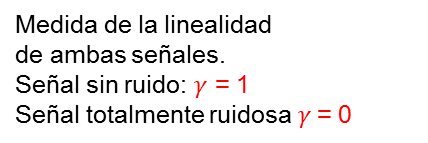 Medida de la linealidad
de ambas señales.
Señal sin ruido: γ = 1
Señal totalmente ruidosa γ = 0